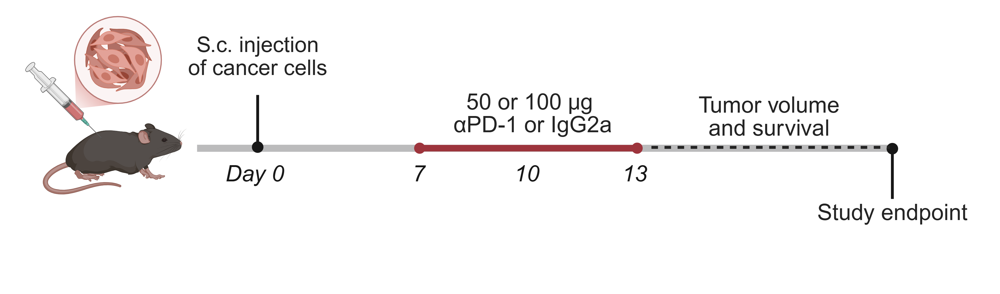 S.c. injection
of cancer cells
50 or 100 µg
αPD-1 or IgG2a
Tumor volume
and survival
Day 0
7
10
13
Study endpoint